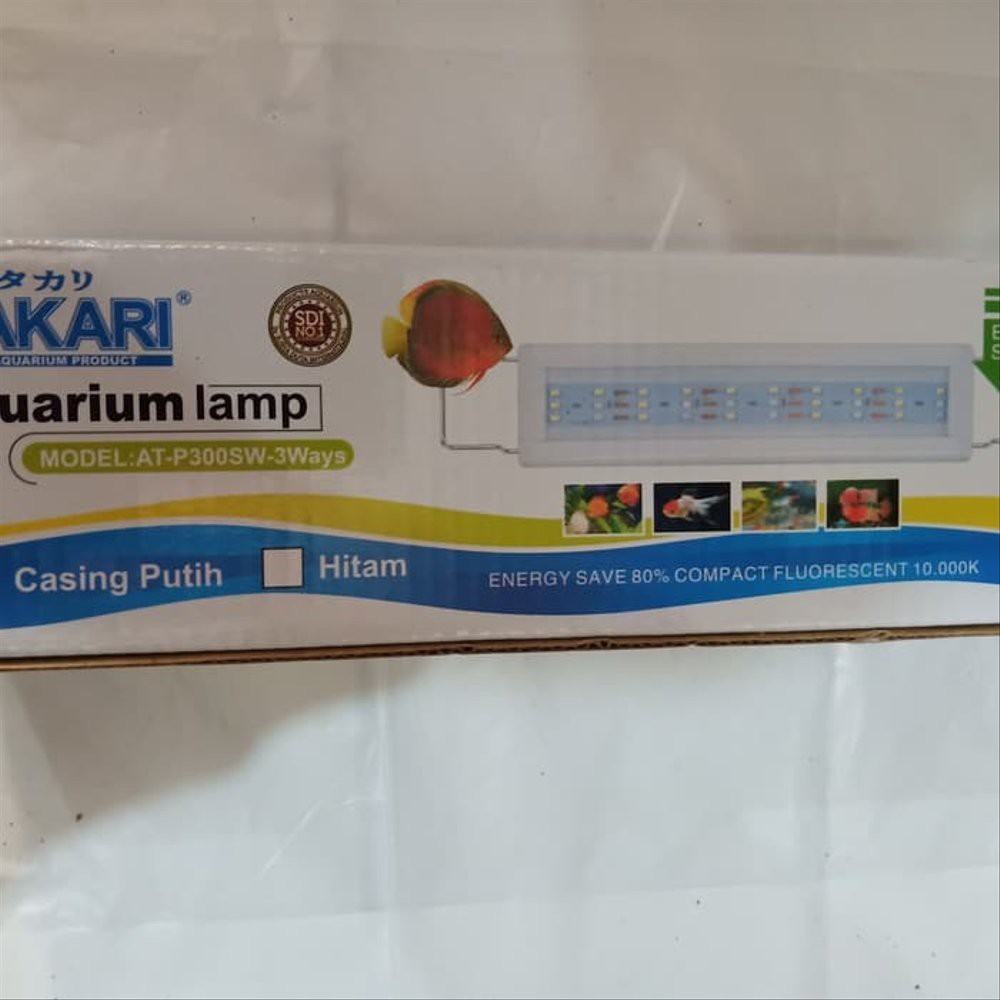 タカリ
AKARI®
AQUARIUM PRODUCT
SDI
NO.1
uarium lamp
MODEL:AT-P300SW-3Ways
Casing Putih
Hitam
ENERGY SAVE 80% COMPACT FLUORESCENT 10.000K